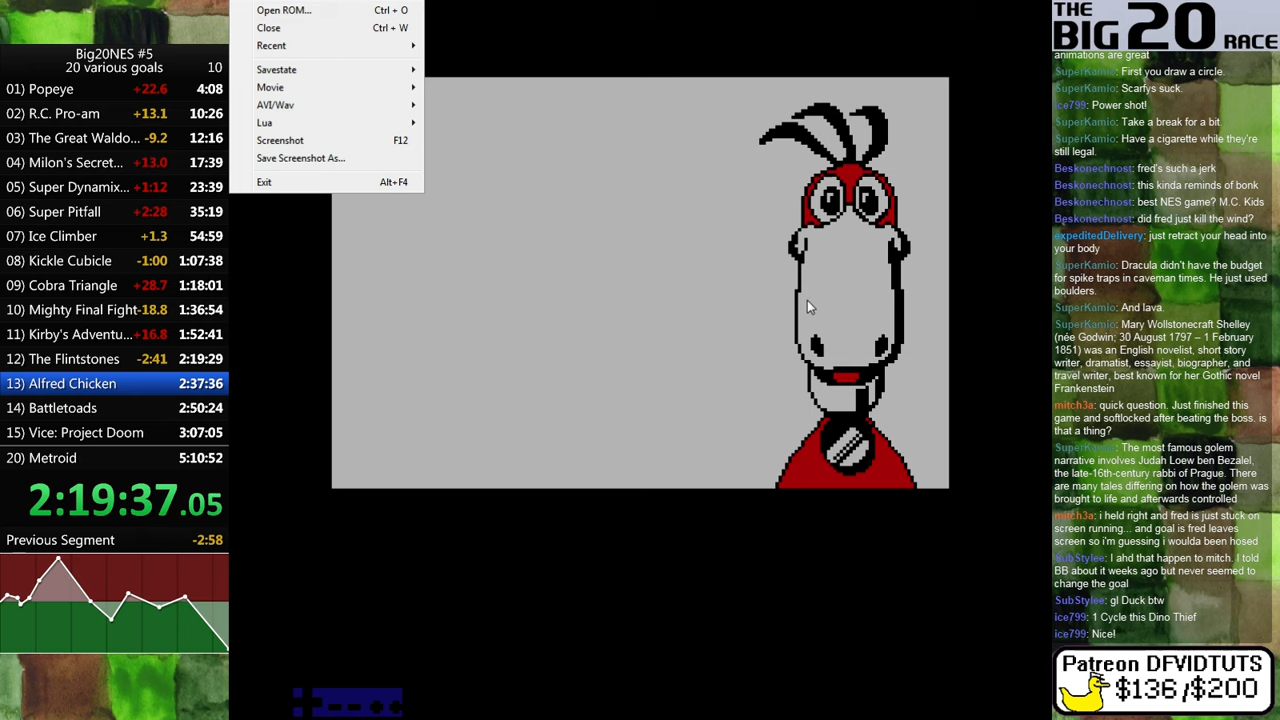 Big20NES #5
20 various goals 10
01) Popeye +22.6 4:08
02) R.C. Pro-am +13.1 10:26
03) The Great Waldo... -9.2 12:16
04) Milon's Secret... +13.0 17:39
05) Super Dynamix... +1:12 23:39
06) Super Pitfall +2:28 35:19
07) Ice Climber +1.3 54:59
08) Kickle Cubicle -1:00 1:07:38
09) Cobra Triangle +28.7 1:18:01
10) Mighty Final Fight -18.8 1:36:54
11) Kirby's Adventu... +16.8 1:52:41
12) The Flintstones -2:41 2:19:29
13) Alfred Chicken 2:37:36
14) Battletoads 2:50:24
15) Vice: Project Doom 3:07:05
20) Metroid 5:10:52
2:19:37.05
Previous Segment -2:58
Open ROM... Ctrl + O
Close Ctrl + W
Recent
Savestate
Movie
AVI/Wav
Lua
Screenshot F12
Save Screenshot As...
Exit Alt+F4
THE
BIG 20 RACE
animations are great
SuperKamio: First you draw a circle.
SuperKamio: Scarfys suck.
ice799: Power shot!
SuperKamio: Take a break for a bit.
SuperKamio: Have a cigarette while they're
still legal.
Beskonechnost: fred's such a jerk
Beskonechnost: this kinda reminds of bonk
Beskonechnost: best NES game? M.C. Kids
Beskonechnost: did fred just kill the wind?
expeditedDelivery: just retract your head into
your body
SuperKamio: Dracula didn't have the budget
for spike traps in caveman times. He just used
boulders.
SuperKamio: And lava.
SuperKamio: Mary Wollstonecraft Shelley
(née Godwin; 30 August 1797 – 1 February
1851) was an English novelist, short story
writer, dramatist, essayist, biographer, and
travel writer, best known for her Gothic novel
Frankenstein
mitch3a: quick question. Just finished this
game and softlocked after beating the boss. is
that a thing?
SuperKamio: The most famous golem
narrative involves Judah Loew ben Bezalel,
the late-16th-century rabbi of Prague. There
are many tales differing on how the golem was
brought to life and afterwards controlled
mitch3a: i held right and fred is just stuck on
screen running... and goal is fred leaves
screen so i'm guessing i woulda been hosed
SubStylee: I ahd that happen to mitch. I told
BB about it weeks ago but never seemed to
change the goal
SubStylee: gl Duck btw
ice799: 1 Cycle this Dino Thief
ice799: Nice!
Patreon DFVIDTUTS
$136/$200